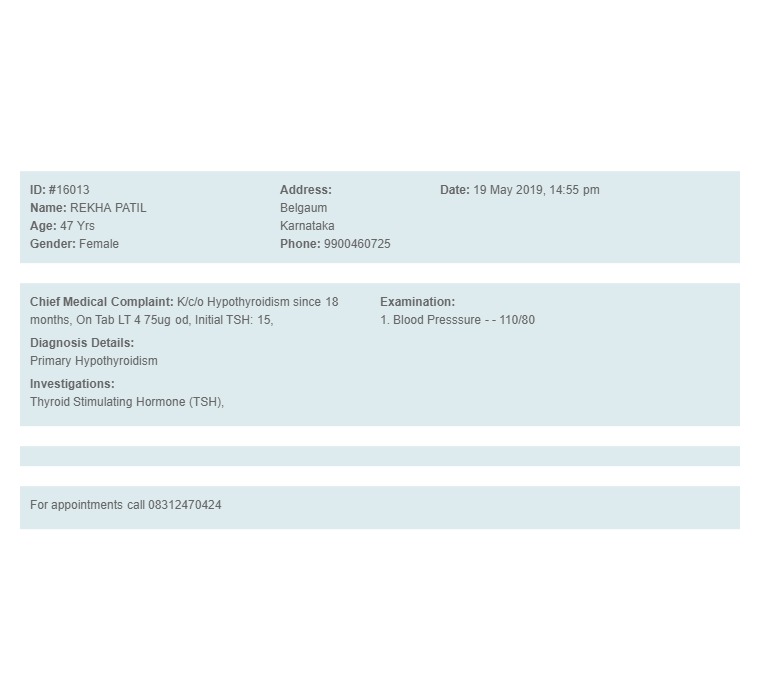 ID: #16013
Name: REKHA PATIL
Age: 47 Yrs
Gender: Female
Address:
Belgaum
Karnataka
Phone: 9900460725
Date: 19 May 2019, 14:55 pm
Chief Medical Complaint: K/c/o Hypothyroidism since 18
months, On Tab LT 4 75ug od, Initial TSH: 15,
Diagnosis Details:
Primary Hypothyroidism
Investigations:
Thyroid Stimulating Hormone (TSH),
Examination:
1. Blood Presssure - - 110/80
For appointments call 08312470424